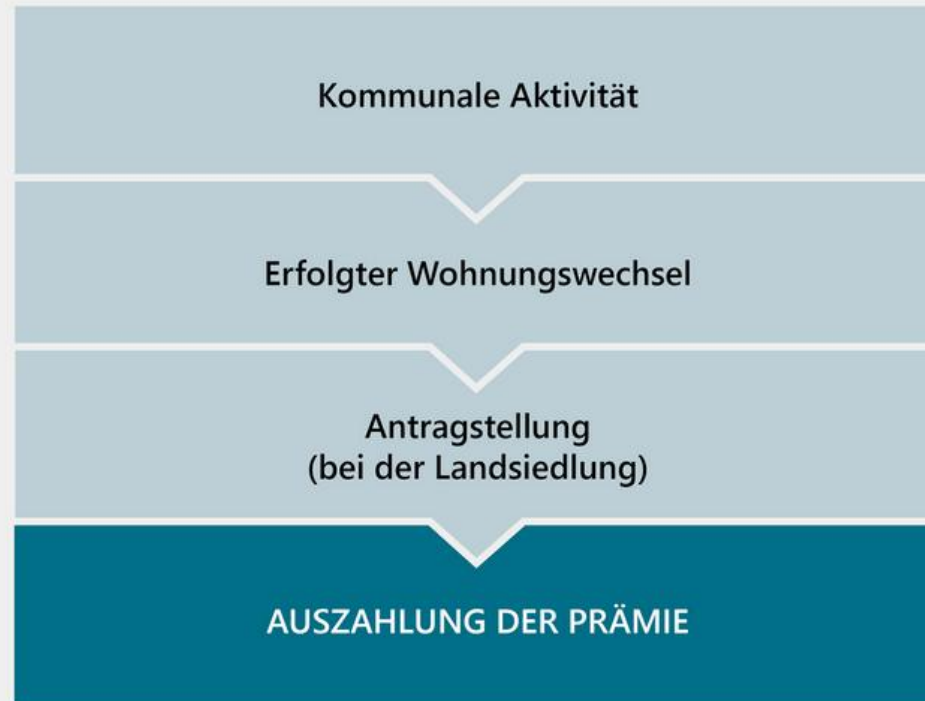 Kommunale Aktivität
Erfolgter Wohnungswechsel
Antragstellung
(bei der Landsiedlung)
AUSZAHLUNG DER PRÄMIE